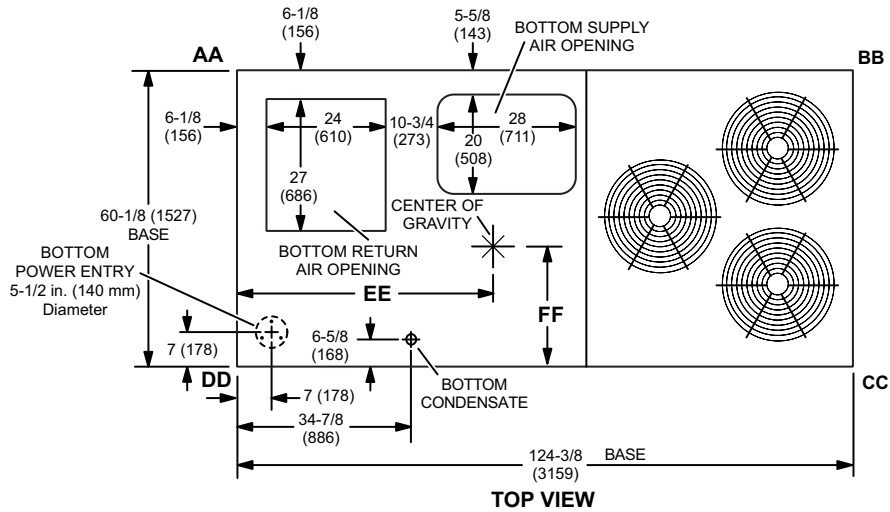 6-1/8
(156)
5-5/8
(143)
BOTTOM SUPPLY
AIR OPENING
AA
BB
6-1/8
(156)
24
(610)
10-3/4
(273)
28
(711)
20
(508)
27
(686)
CENTER OF
GRAVITY
60-1/8 (1527)
BASE
BOTTOM RETURN
AIR OPENING
BOTTOM
POWER ENTRY
5-1/2 in. (140 mm)
Diameter
EE
FF
7 (178)
6-5/8
(168)
DD
7 (178)
BOTTOM
CONDENSATE
CC
34-7/8
(886)
124-3/8
(3159)
BASE
TOP VIEW